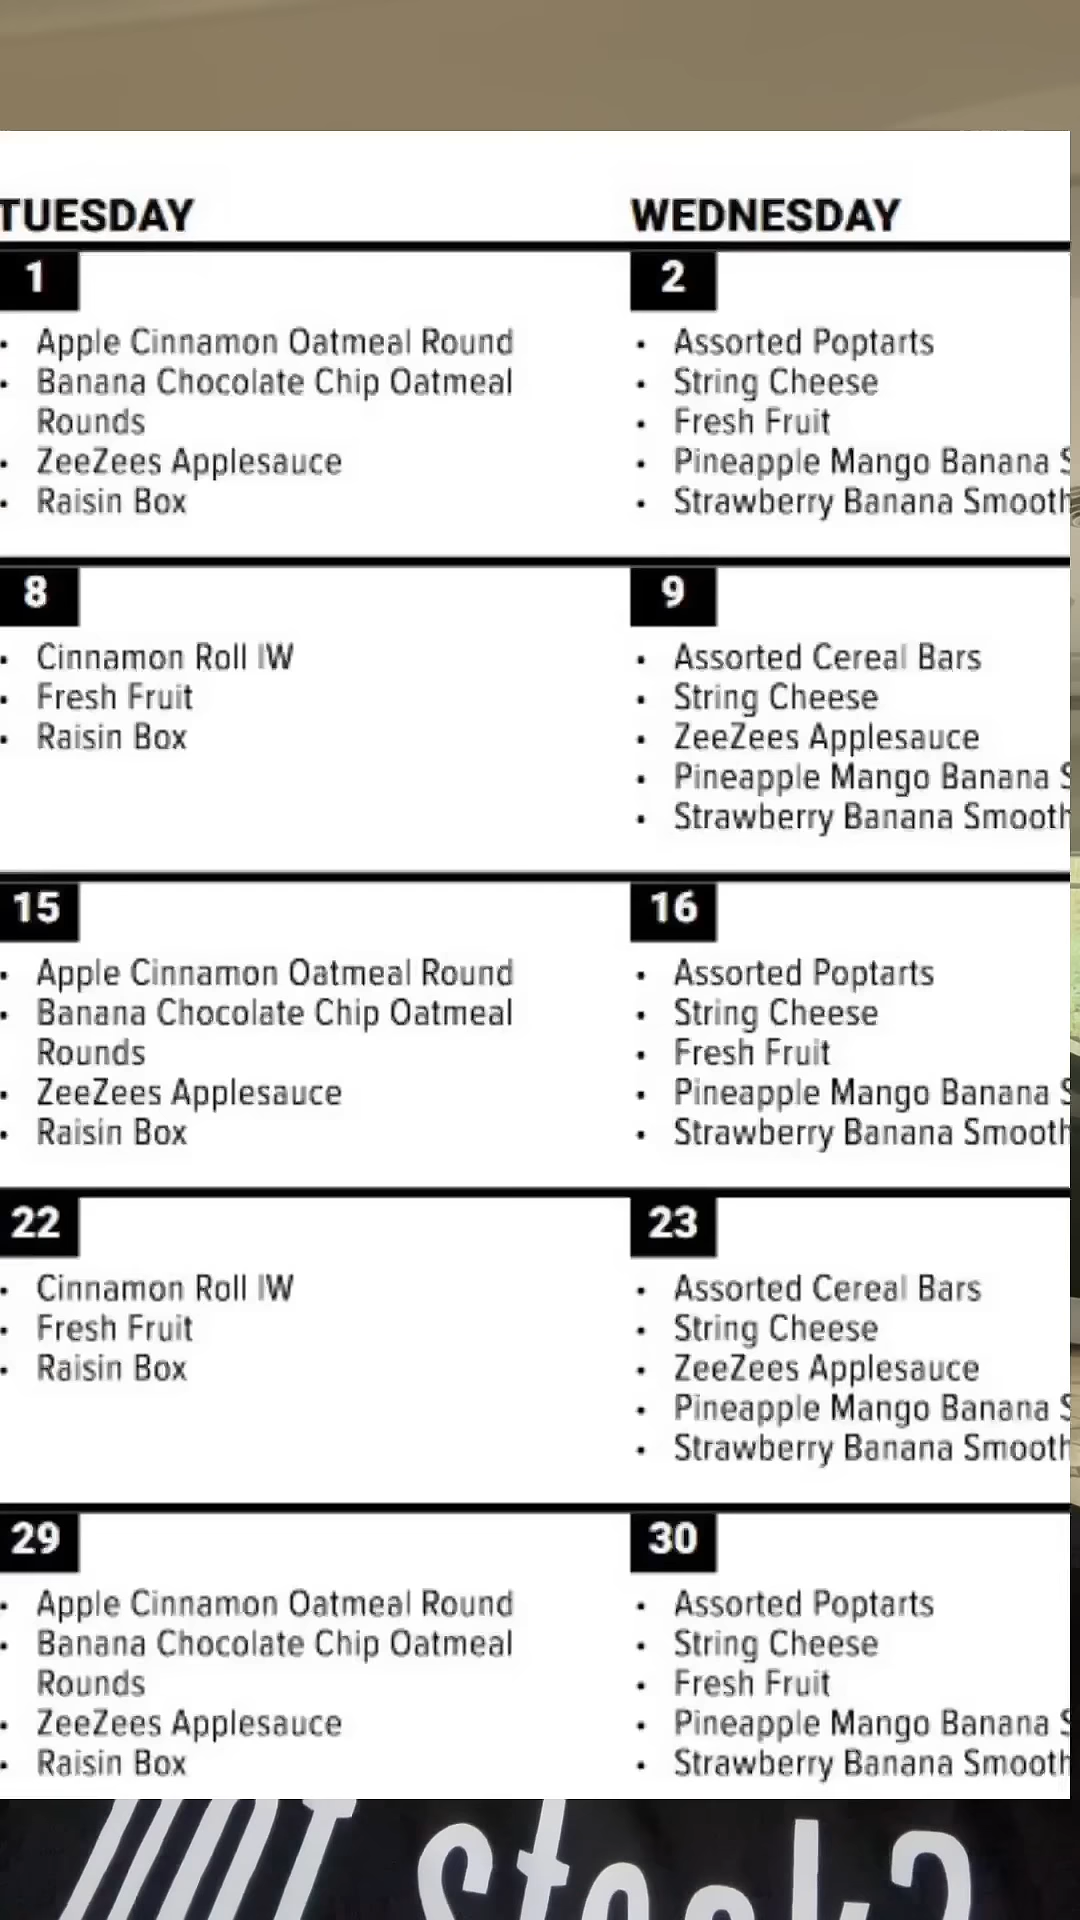 TUESDAY
WEDNESDAY
1
Apple Cinnamon Oatmeal Round
Banana Chocolate Chip Oatmeal
Rounds
ZeeZees Applesauce
Raisin Box
2
Assorted Poptarts
String Cheese
Fresh Fruit
Pineapple Mango Banana S
Strawberry Banana Smooth
8
Cinnamon Roll IW
Fresh Fruit
Raisin Box
9
Assorted Cereal Bars
String Cheese
ZeeZees Applesauce
Pineapple Mango Banana S
Strawberry Banana Smooth
15
Apple Cinnamon Oatmeal Round
Banana Chocolate Chip Oatmeal
Rounds
ZeeZees Applesauce
Raisin Box
16
Assorted Poptarts
String Cheese
Fresh Fruit
Pineapple Mango Banana S
Strawberry Banana Smooth
22
Cinnamon Roll IW
Fresh Fruit
Raisin Box
23
Assorted Cereal Bars
String Cheese
ZeeZees Applesauce
Pineapple Mango Banana S
Strawberry Banana Smooth
29
Apple Cinnamon Oatmeal Round
Banana Chocolate Chip Oatmeal
Rounds
ZeeZees Applesauce
Raisin Box
30
Assorted Poptarts
String Cheese
Fresh Fruit
Pineapple Mango Banana S
Strawberry Banana Smooth